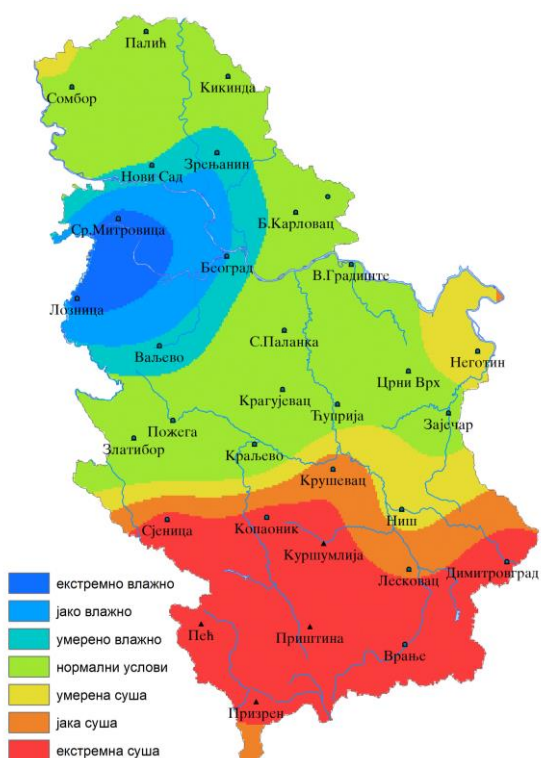 Палић
Кикинда
Сомбор
Зрењанин
Нови Сад
Б.Карловац
Ср.Митровица
Београд
В.Градиште
Лозница
С.Паланка
Ваљево
Неготин
Црни Врх
Крагујевац
Ћуприја
Зајечар
Пожега
Златибор
Краљево
Крушевац
Ниш
Сјеница
Копаоник
Куршумлија
Лесковац
Димитровград
Пећ
Приштина
Врање
Призрен
екстремно влажно
јако влажно
умерено влажно
нормални услови
умерена суша
јака суша
екстремна суша